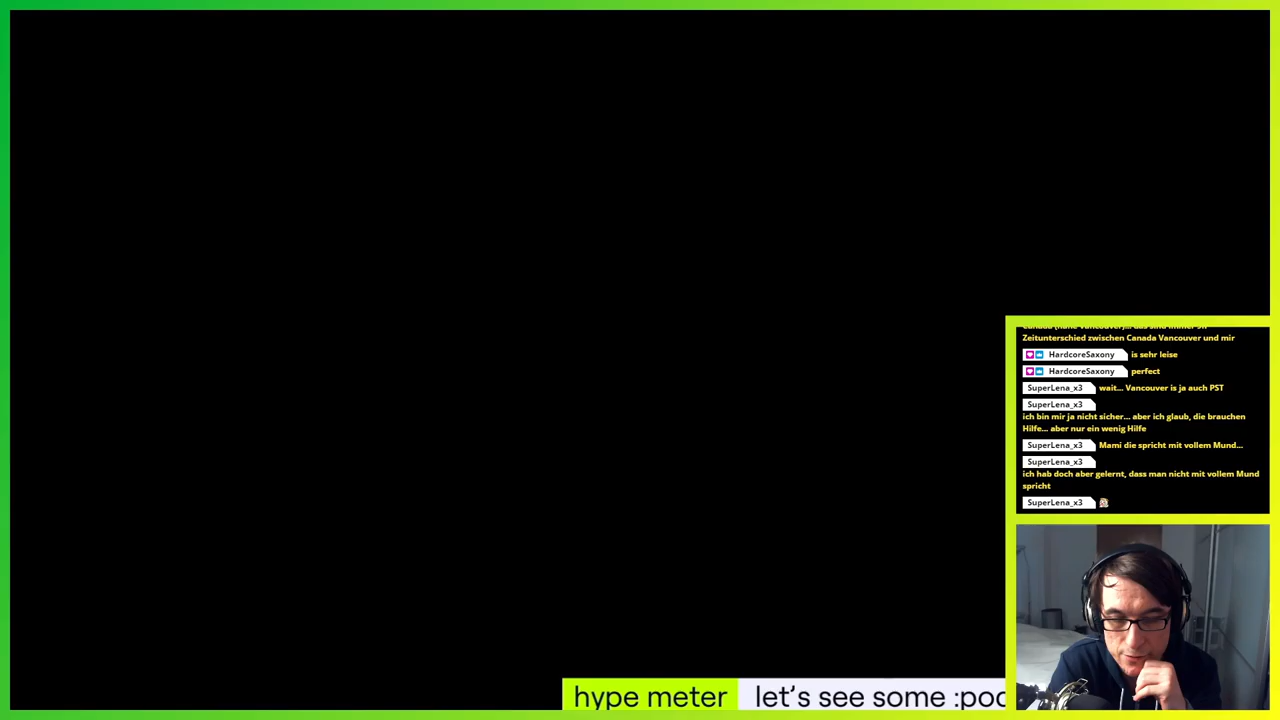 Zeitunterschied zwischen Canada Vancouver und mir
HardcoreSaxony is sehr leise
HardcoreSaxony perfect
SuperLena_x3 wait... Vancouver is ja auch PST
SuperLena_x3
ich bin mir ja nicht sicher... aber ich glaub, die brauchen
Hilfe... aber nur ein wenig Hilfe
SuperLena_x3 Mami die spricht mit vollem Mund...
SuperLena_x3
ich hab doch aber gelernt, dass man nicht mit vollem Mund
spricht
SuperLena_x3
hype meter let's see some :poo